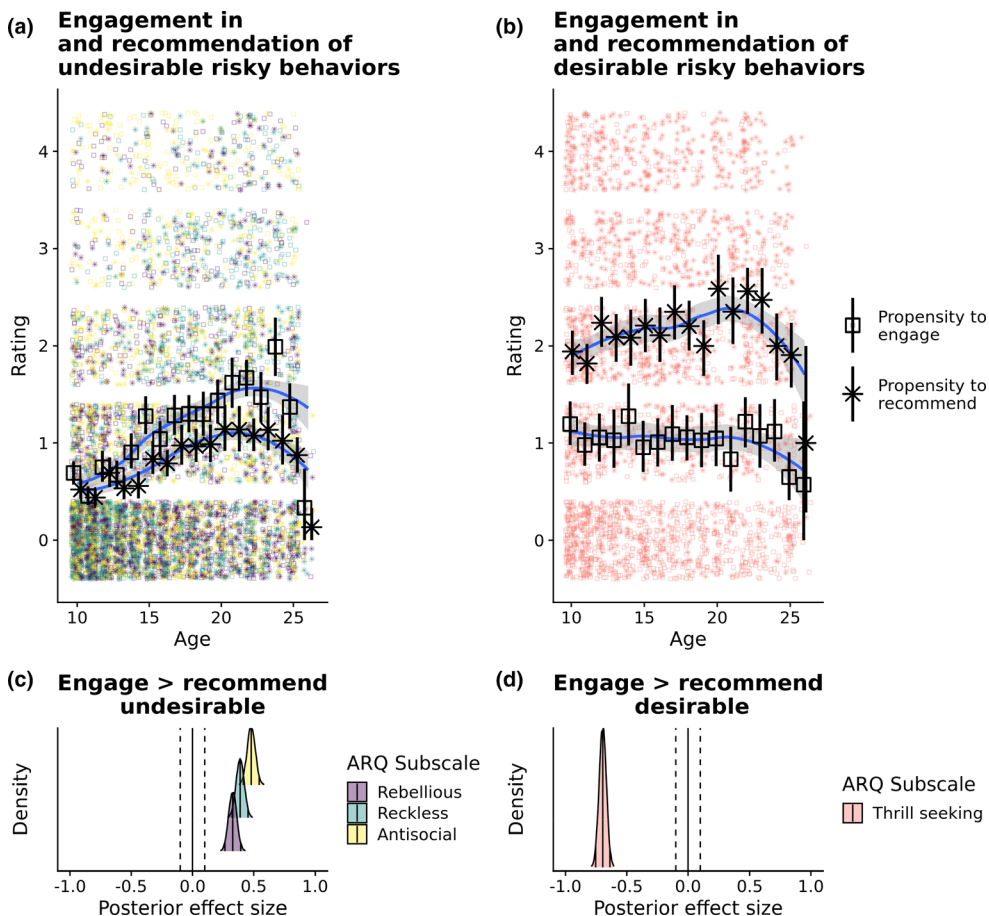 (a)
Engagement in
and recommendation of
undesirable risky behaviors
Rating
4
3
2
1
0
10
15
20
25
Age
(b)
Engagement in
and recommendation of
desirable risky behaviors
Rating
4
3
2
1
0
10
15
20
25
Age
Propensity to
engage
Propensity to
recommend
(c)
Engage > recommend
undesirable
Density
-1.0
0.0
0.5
1.0
Posterior effect size
ARQ Subscale
Rebellious
Reckless
Antisocial
(d)
Engage > recommend
desirable
Density
-1.0
-0.5
0.0
0.5
1.0
Posterior effect size
ARQ Subscale
Thrill seeking